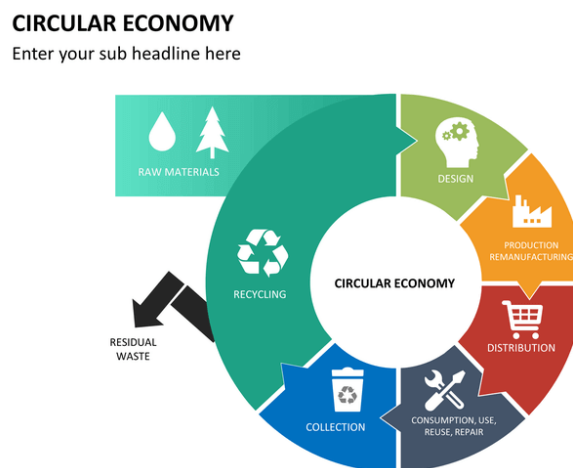 CIRCULAR ECONOMY
Enter your sub headline here
RAW MATERIALS
DESIGN
PRODUCTION
REMANUFACTURING
RECYCLING
CIRCULAR ECONOMY
RESIDUAL
WASTE
DISTRIBUTION
COLLECTION
CONSUMPTION, USE,
REUSE, REPAIR